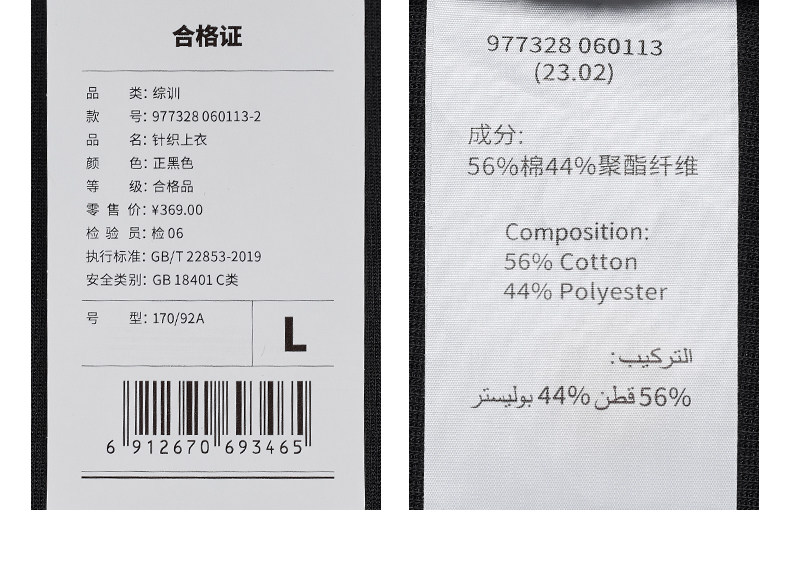 合格证
品 类: 综训
款 号: 977328 060113-2
品 名: 针织上衣
颜 色: 正黑色
等 级: 合格品
零 售 价: ¥369.00
检 验 员: 检 06
执行标准: GB/T 22853-2019
安全类别: GB 18401 C类
号 型: 170/92A
L
6 912670 693465
977328 060113
(23.02)
成分:
56%棉44%聚酯纤维
Composition:
56% Cotton
44% Polyester
التركيب:
56% قطن 44% بوليستر